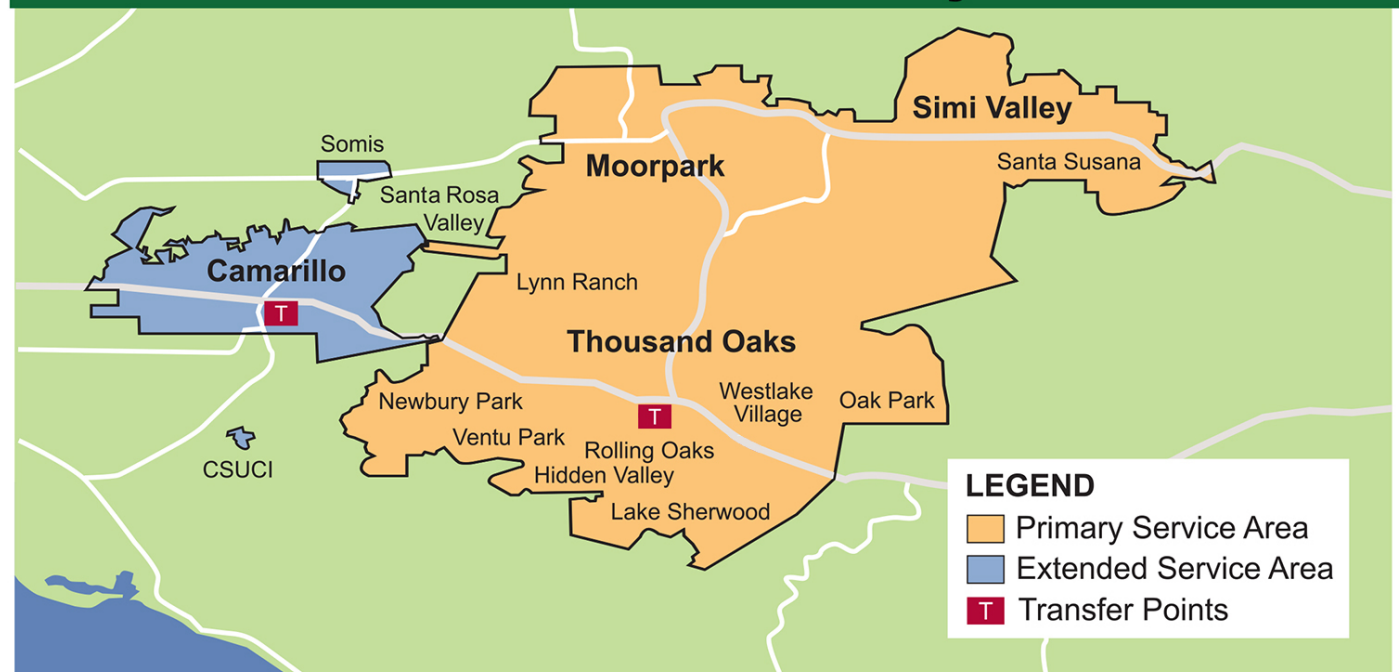 Simi Valley
Somis
Santa Susana
Moorpark
Santa Rosa
Valley
Camarillo
Lynn Ranch
T
Thousand Oaks
Westlake
Village
Newbury Park
Oak Park
T
Ventu Park
Rolling Oaks
CSUCI
Hidden Valley
Lake Sherwood
LEGEND
Primary Service Area
Extended Service Area
T Transfer Points